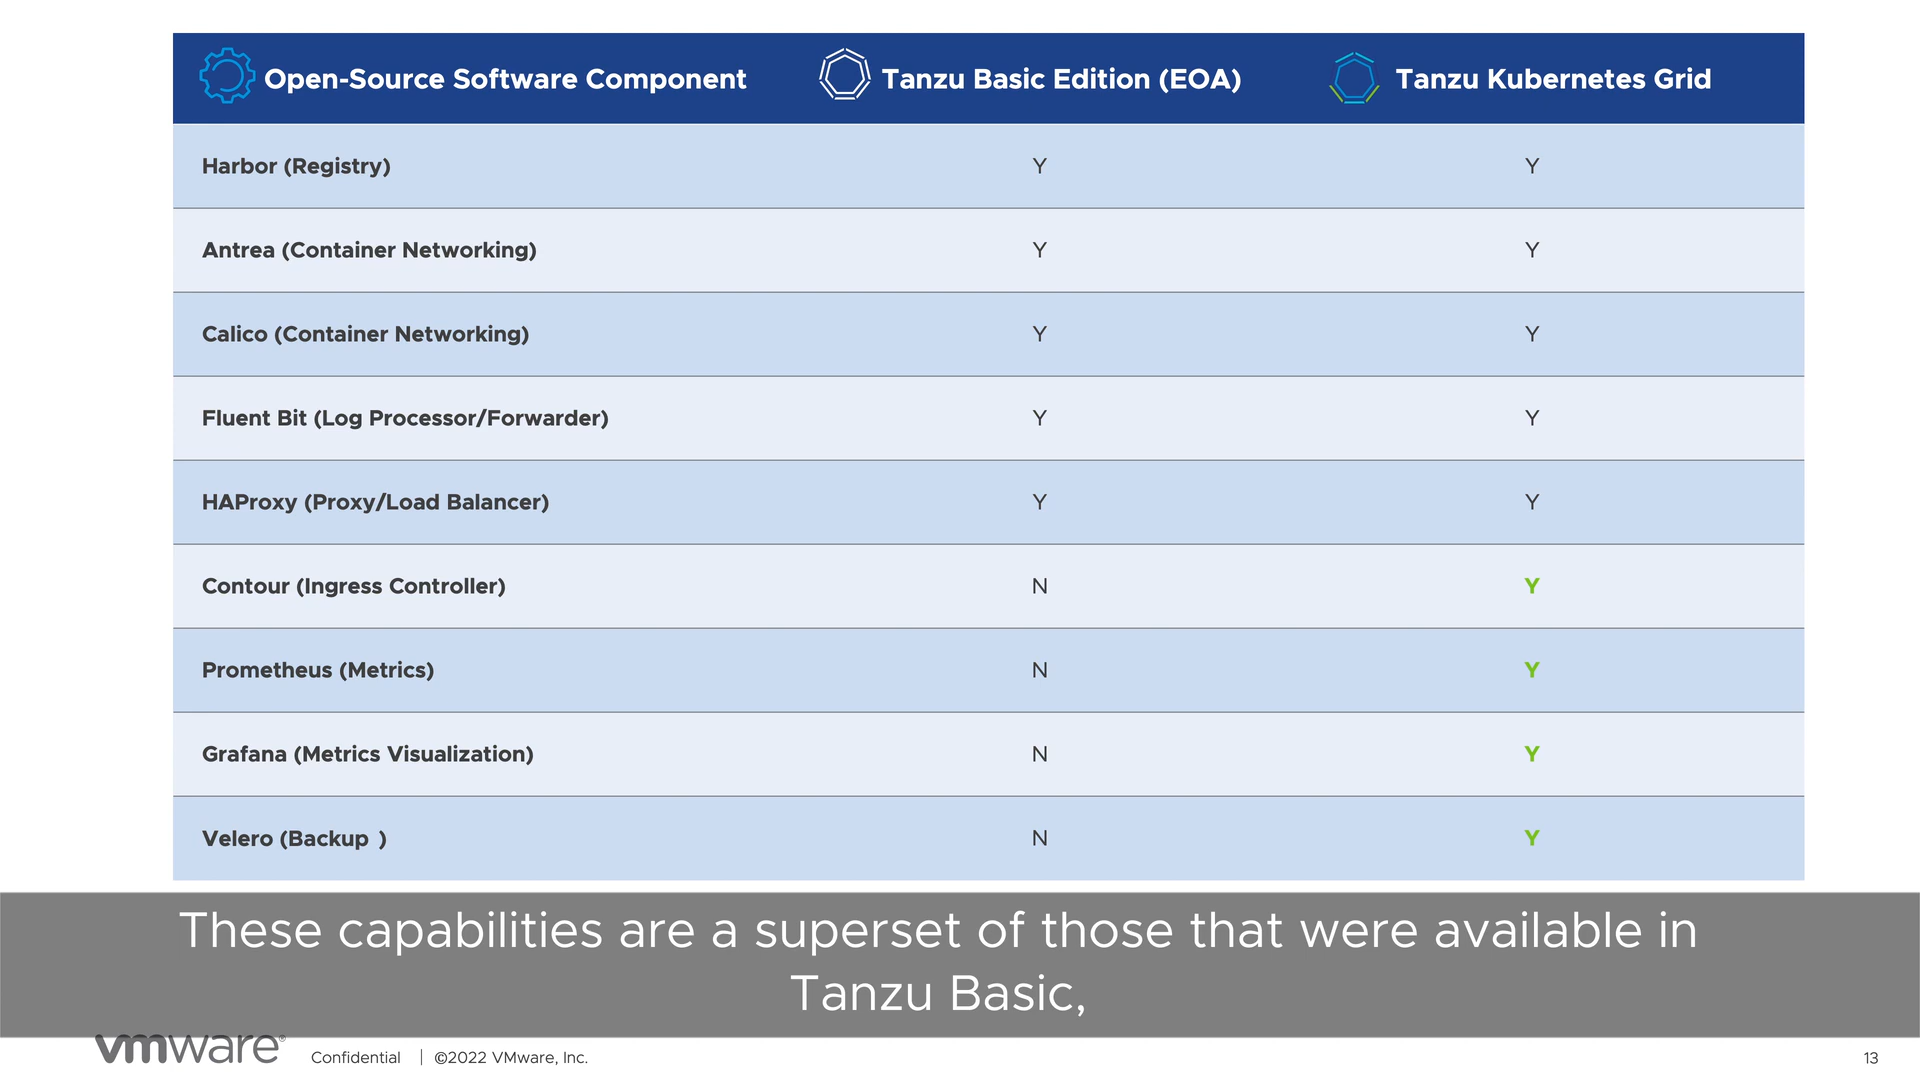 Open-Source Software Component Tanzu Basic Edition (EOA) Tanzu Kubernetes Grid
Harbor (Registry) Y Y
Antrea (Container Networking) Y Y
Calico (Container Networking) Y Y
Fluent Bit (Log Processor/Forwarder) Y Y
HAProxy (Proxy/Load Balancer) Y Y
Contour (Ingress Controller) N Y
Prometheus (Metrics) N Y
Grafana (Metrics Visualization) N Y
Velero (Backup ) N Y
These capabilities are a superset of those that were available in
Tanzu Basic,
vmware® Confidential | ©2022 VMware, Inc. 13